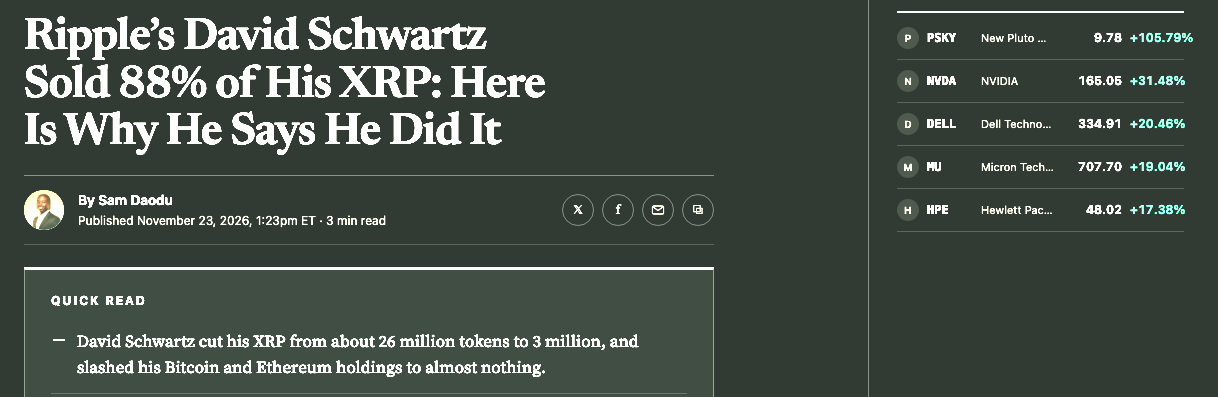 Ripple’s David Schwartz
Sold 88% of His XRP: Here
Is Why He Says He Did It
By Sam Daodu
Published November 23, 2026, 1:23pm ET · 3 min read
QUICK READ
— David Schwartz cut his XRP from about 26 million tokens to 3 million, and
slashed his Bitcoin and Ethereum holdings to almost nothing.
P PSKY New Pluto ... 9.78 +105.79%
N NVDA NVIDIA 165.05 +31.48%
D DELL Dell Techno... 334.91 +20.46%
M MU Micron Tech... 707.70 +19.04%
H HPE Hewlett Pac... 48.02 +17.38%